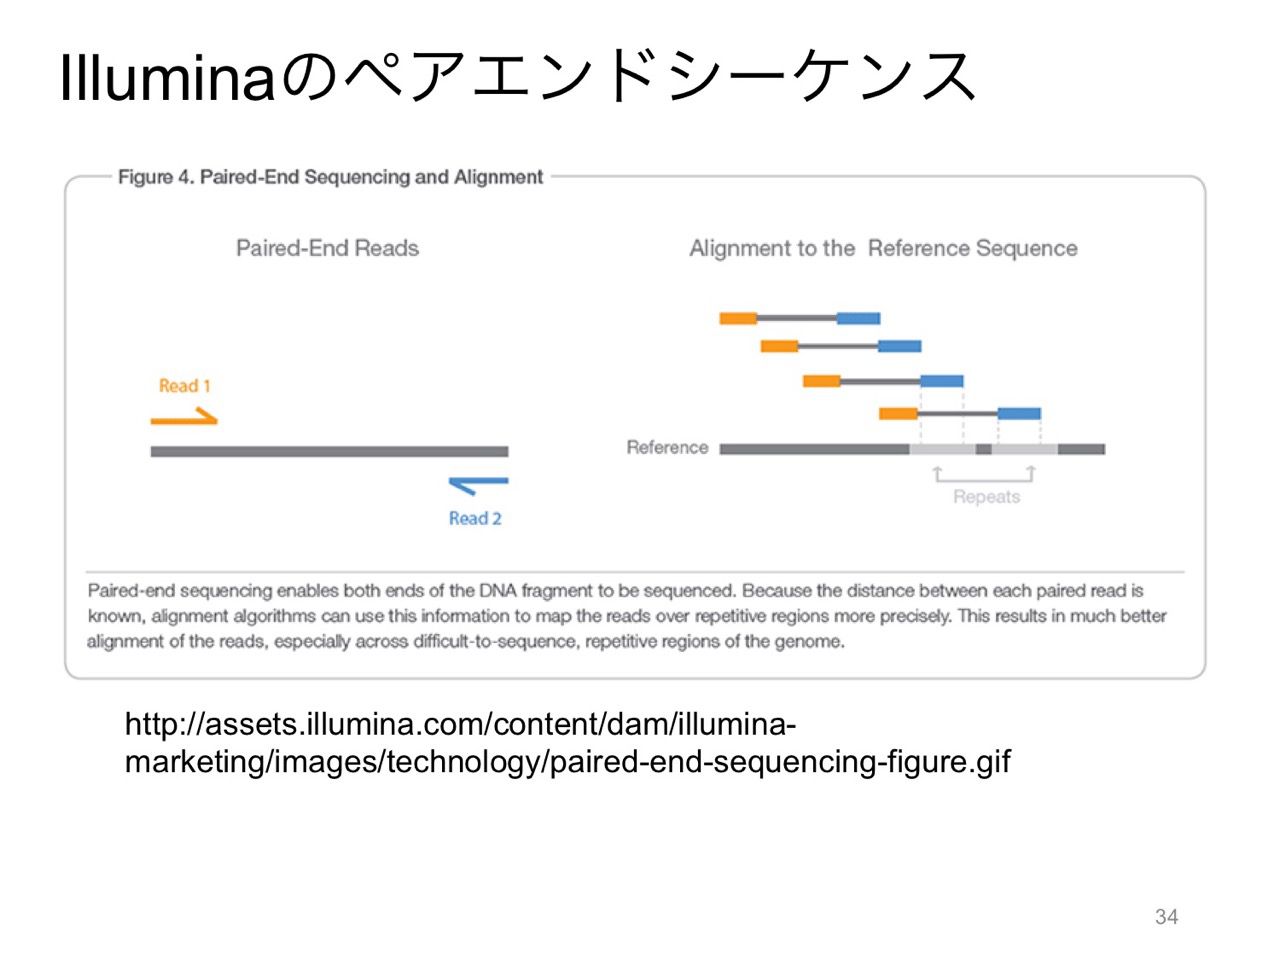 Illuminaのペアエンドシーケンス
Figure 4. Paired-End Sequencing and Alignment
Paired-End Reads
Alignment to the Reference Sequence
Read 1
Read 2
Reference
Repeats
Paired-end sequencing enables both ends of the DNA fragment to be sequenced. Because the distance between each paired read is
known, alignment algorithms can use this information to map the reads over repetitive regions more precisely. This results in much better
alignment of the reads, especially across difficult-to-sequence, repetitive regions of the genome.
http://assets.illumina.com/content/dam/illumina-
marketing/images/technology/paired-end-sequencing-figure.gif
34